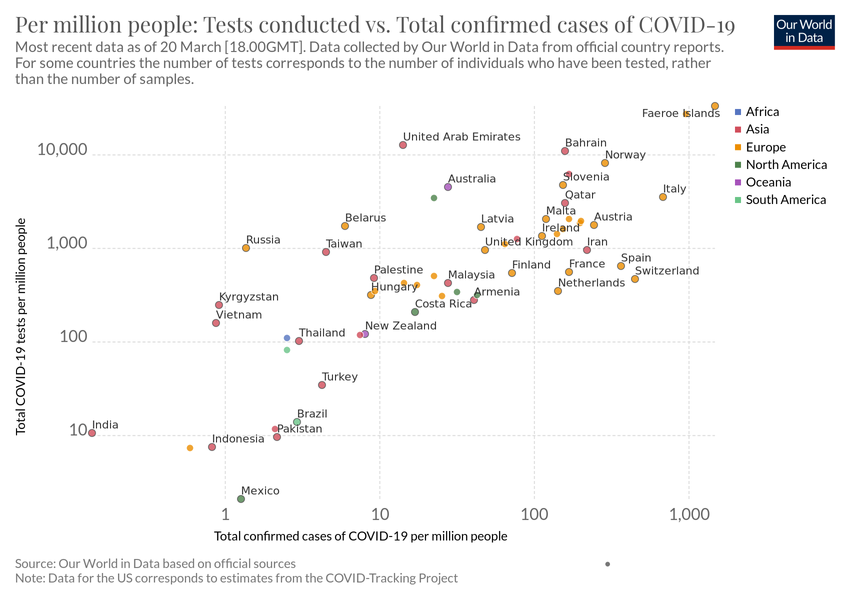 Per million people: Tests conducted vs. Total confirmed cases of COVID-19
Our World
in Data
Most recent data as of 20 March [18.00GMT]. Data collected by Our World in Data from official country reports.
For some countries the number of tests corresponds to the number of individuals who have been tested, rather
than the number of samples.
Faeroe Islands
Africa
Asia
Europe
North America
Oceania
South America
United Arab Emirates
Bahrain
10,000
Norway
Slovenia
Australia
Qatar
Italy
Malta
Belarus
Latvia
Austria
Ireland
Russia
1,000
Taiwan
United Kingdom
Iran
Palestine
Malaysia
Finland
France
Spain
Switzerland
Hungary
Netherlands
Armenia
Kyrgyzstan
Costa Rica
Vietnam
New Zealand
Thailand
100
Turkey
Brazil
India
10
Pakistan
Indonesia
Mexico
Total COVID-19 tests per million people
1
10
100
1,000
Total confirmed cases of COVID-19 per million people
Source: Our World in Data based on official sources
Note: Data for the US corresponds to estimates from the COVID-Tracking Project